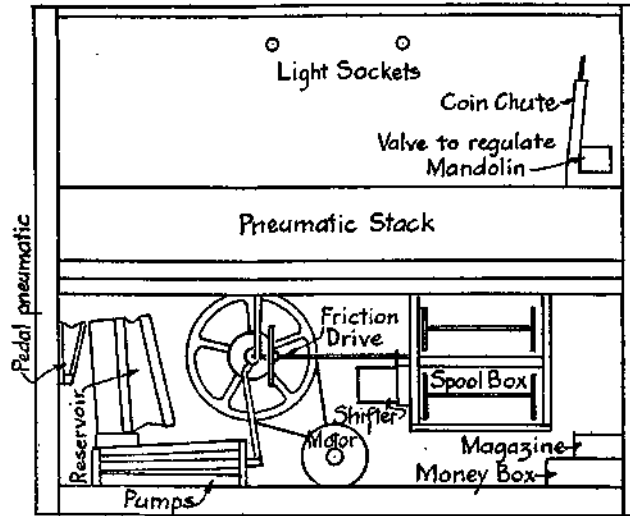 Light Sockets
Coin Chute
Valve to regulate
Mandolin
Pneumatic Stack
Pedal pneumatic
Friction
Drive
Spool Box
Reservoir
Shifter
Motor
Magazine
Money Box
Pumps